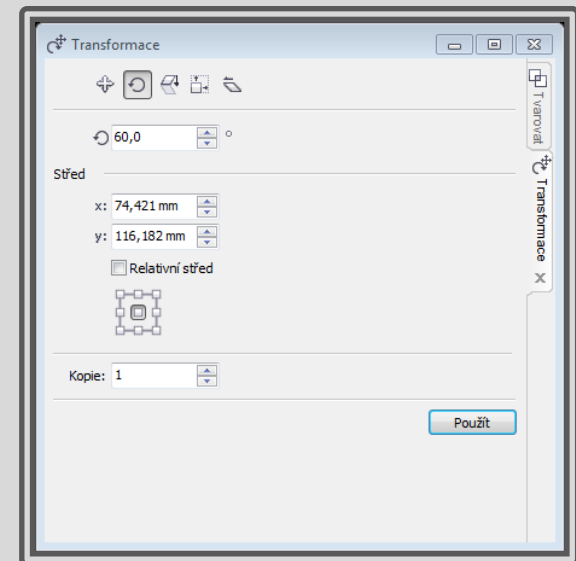 Transformace
60,0 °
Střed
x: 74,421 mm
y: 116,182 mm
Relativní střed
Kopie: 1
Použít
Tvarovat
Transformace